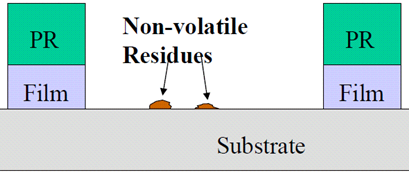 Non-volatile
Residues
PR
PR
Film
Film
Substrate